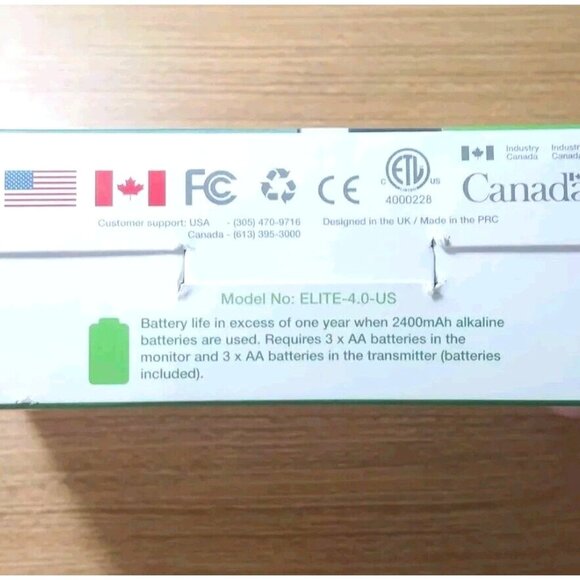 FC
CE
ETL
C US
4000228
Industry Canada
Industr Canad
Canada
Customer support: USA - (305) 470-9716
Canada - (613) 395-3000
Designed in the UK / Made in the PRC
Model No: ELITE-4.0-US
Battery life in excess of one year when 2400mAh alkaline
batteries are used. Requires 3 x AA batteries in the
monitor and 3 x AA batteries in the transmitter (batteries
included).